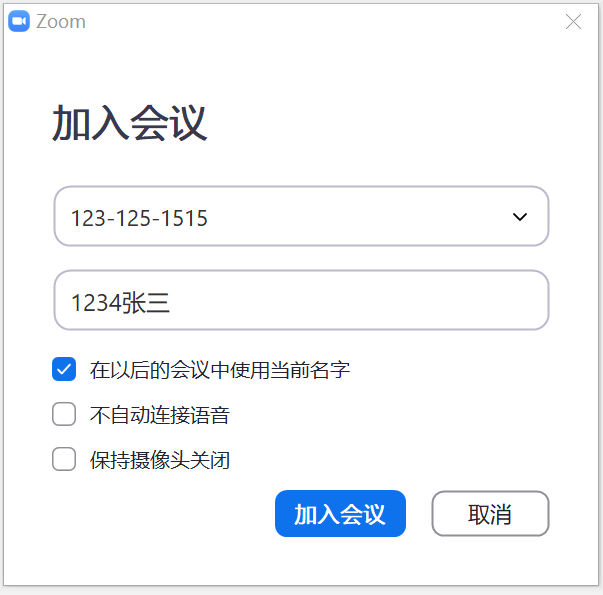 Zoom
加入会议
123-125-1515
1234张三
在以后的会议中使用当前名字
不自动连接语音
保持摄像头关闭
加入会议 取消